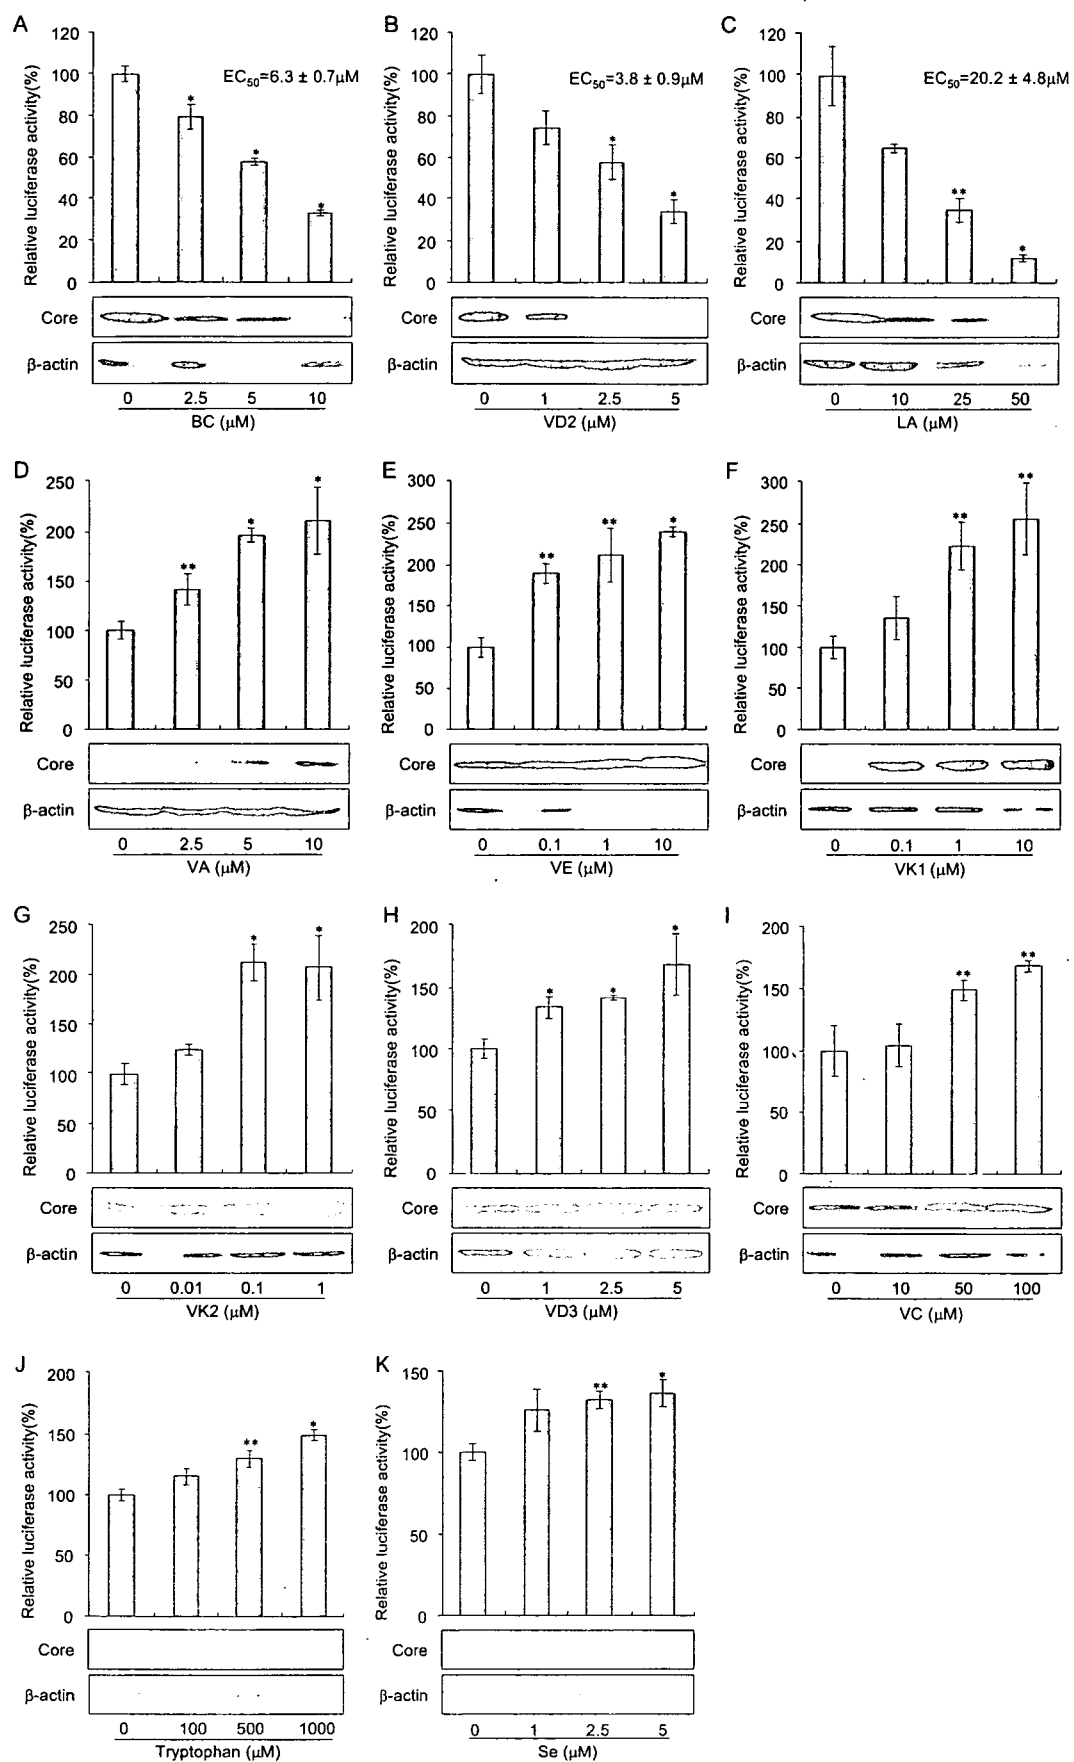 A
Relative luciferase activity(%)
120
100
80
60
40
20
0
EC50=6.3 ± 0.7μM
*
*
*
Core
β-actin
0 2.5 5 10
BC (μM)
B
Relative luciferase activity(%)
120
100
80
60
40
20
0
EC50=3.8 ± 0.9μM
*
*
Core
β-actin
0 1 2.5 5
VD2 (μM)
C
Relative luciferase activity(%)
120
100
80
60
40
20
0
EC50=20.2 ± 4.8μM
**
*
Core
β-actin
0 10 25 50
LA (μM)
D
Relative luciferase activity(%)
250
200
150
100
50
0
**
*
*
Core
β-actin
0 2.5 5 10
VA (μM)
E
Relative luciferase activity(%)
300
250
200
150
100
50
0
**
**
*
Core
β-actin
0 0.1 1 10
VE (μM)
F
Relative luciferase activity(%)
300
250
200
150
100
50
0
**
**
Core
β-actin
0 0.1 1 10
VK1 (μM)
G
Relative luciferase activity(%)
250
200
150
100
50
0
*
*
Core
β-actin
0 0.01 0.1 1
VK2 (μM)
H
Relative luciferase activity(%)
200
150
100
50
0
*
*
*
Core
β-actin
0 1 2.5 5
VD3 (μM)
I
Relative luciferase activity(%)
200
150
100
50
0
**
**
Core
β-actin
0 10 50 100
VC (μM)
J
Relative luciferase activity(%)
200
150
100
50
0
**
*
Core
β-actin
0 100 500 1000
Tryptophan (μM)
K
Relative luciferase activity(%)
150
100
50
0
**
*
Core
β-actin
0 1 2.5 5
Se (μM)